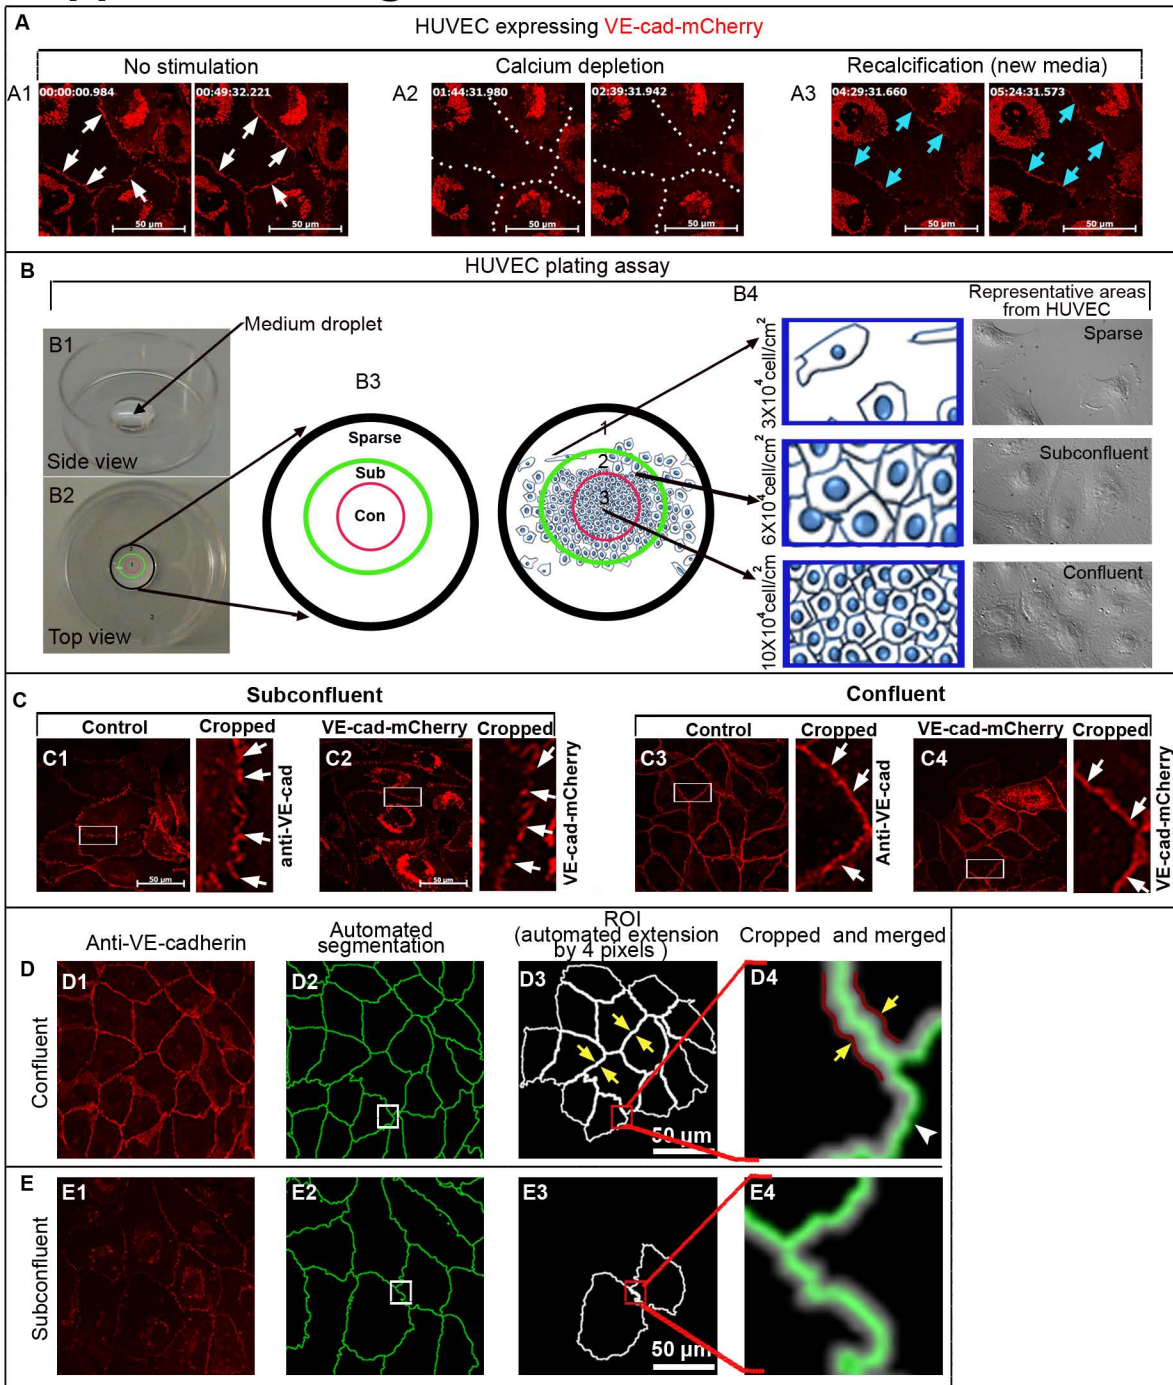 A
HUVEC expressing VE-cad-mCherry
No stimulation
Calcium depletion
Recalcification (new media)
A1
00:00:00.984
00:49:32.221
50 µm
50 µm
A2
01:44:31.980
02:39:31.942
50 µm
50 µm
A3
04:29:31.660
05:24:31.573
50 µm
50 µm
B
HUVEC plating assay
B1
Side view
Medium droplet
B2
Top view
B3
Sparse
Sub
Con
1
2
3
B4
Representative areas
from HUVEC
3X10⁴cell/cm²
Sparse
6X10⁴cell/cm²
Subconfluent
10X10⁴cell/cm²
Confluent
C
Subconfluent
Confluent
Control
Cropped
VE-cad-mCherry
Cropped
Control
Cropped
VE-cad-mCherry
Cropped
C1
50 µm
anti-VE-cad
C2
50 µm
VE-cad-mCherry
C3
Anti-VE-cad
C4
VE-cad-mCherry
Anti-VE-cadherin
Automated
segmentation
ROI
(automated extension
by 4 pixels )
Cropped and merged
D
Confluent
D1
D2
D3
50 µm
D4
E
Subconfluent
E1
E2
E3
50 µm
E4